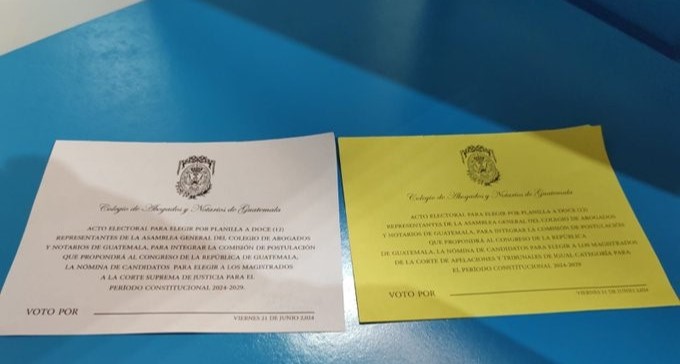 Colegio de Abogados y Notarios de Guatemala
ACTO ELECTORAL PARA ELEGIR POR PLANILLA A DOCE (12)
REPRESENTANTES DE LA ASAMBLEA GENERAL DEL COLEGIO DE ABOGADOS
Y NOTARIOS DE GUATEMALA, PARA INTEGRAR LA COMISIÓN DE POSTULACIÓN
QUE PROPONDRÁ AL CONGRESO DE LA REPÚBLICA DE GUATEMALA,
LA NÓMINA DE CANDIDATOS PARA ELEGIR A LOS MAGISTRADOS
A LA CORTE SUPREMA DE JUSTICIA PARA EL
PERÍODO CONSTITUCIONAL 2024-2029.
VOTO POR
VIERNES 21 DE JUNIO 2,024
Colegio de Abogados y Notarios de Guatemala
ACTO ELECTORAL PARA ELEGIR POR PLANILLA A DOCE (12)
REPRESENTANTES DE LA ASAMBLEA GENERAL DEL COLEGIO DE ABOGADOS
Y NOTARIOS DE GUATEMALA, PARA INTEGRAR LA COMISIÓN DE POSTULACIÓN
QUE PROPONDRÁ AL CONGRESO DE LA REPÚBLICA
DE GUATEMALA, LA NÓMINA DE CANDIDATOS PARA ELEGIR A LOS MAGISTRADOS
DE LA CORTE DE APELACIONES Y TRIBUNALES DE IGUAL CATEGORÍA PARA
EL PERÍODO CONSTITUCIONAL 2024-2029.
VOTO POR
VIERNES 21 DE JUNIO 2,024